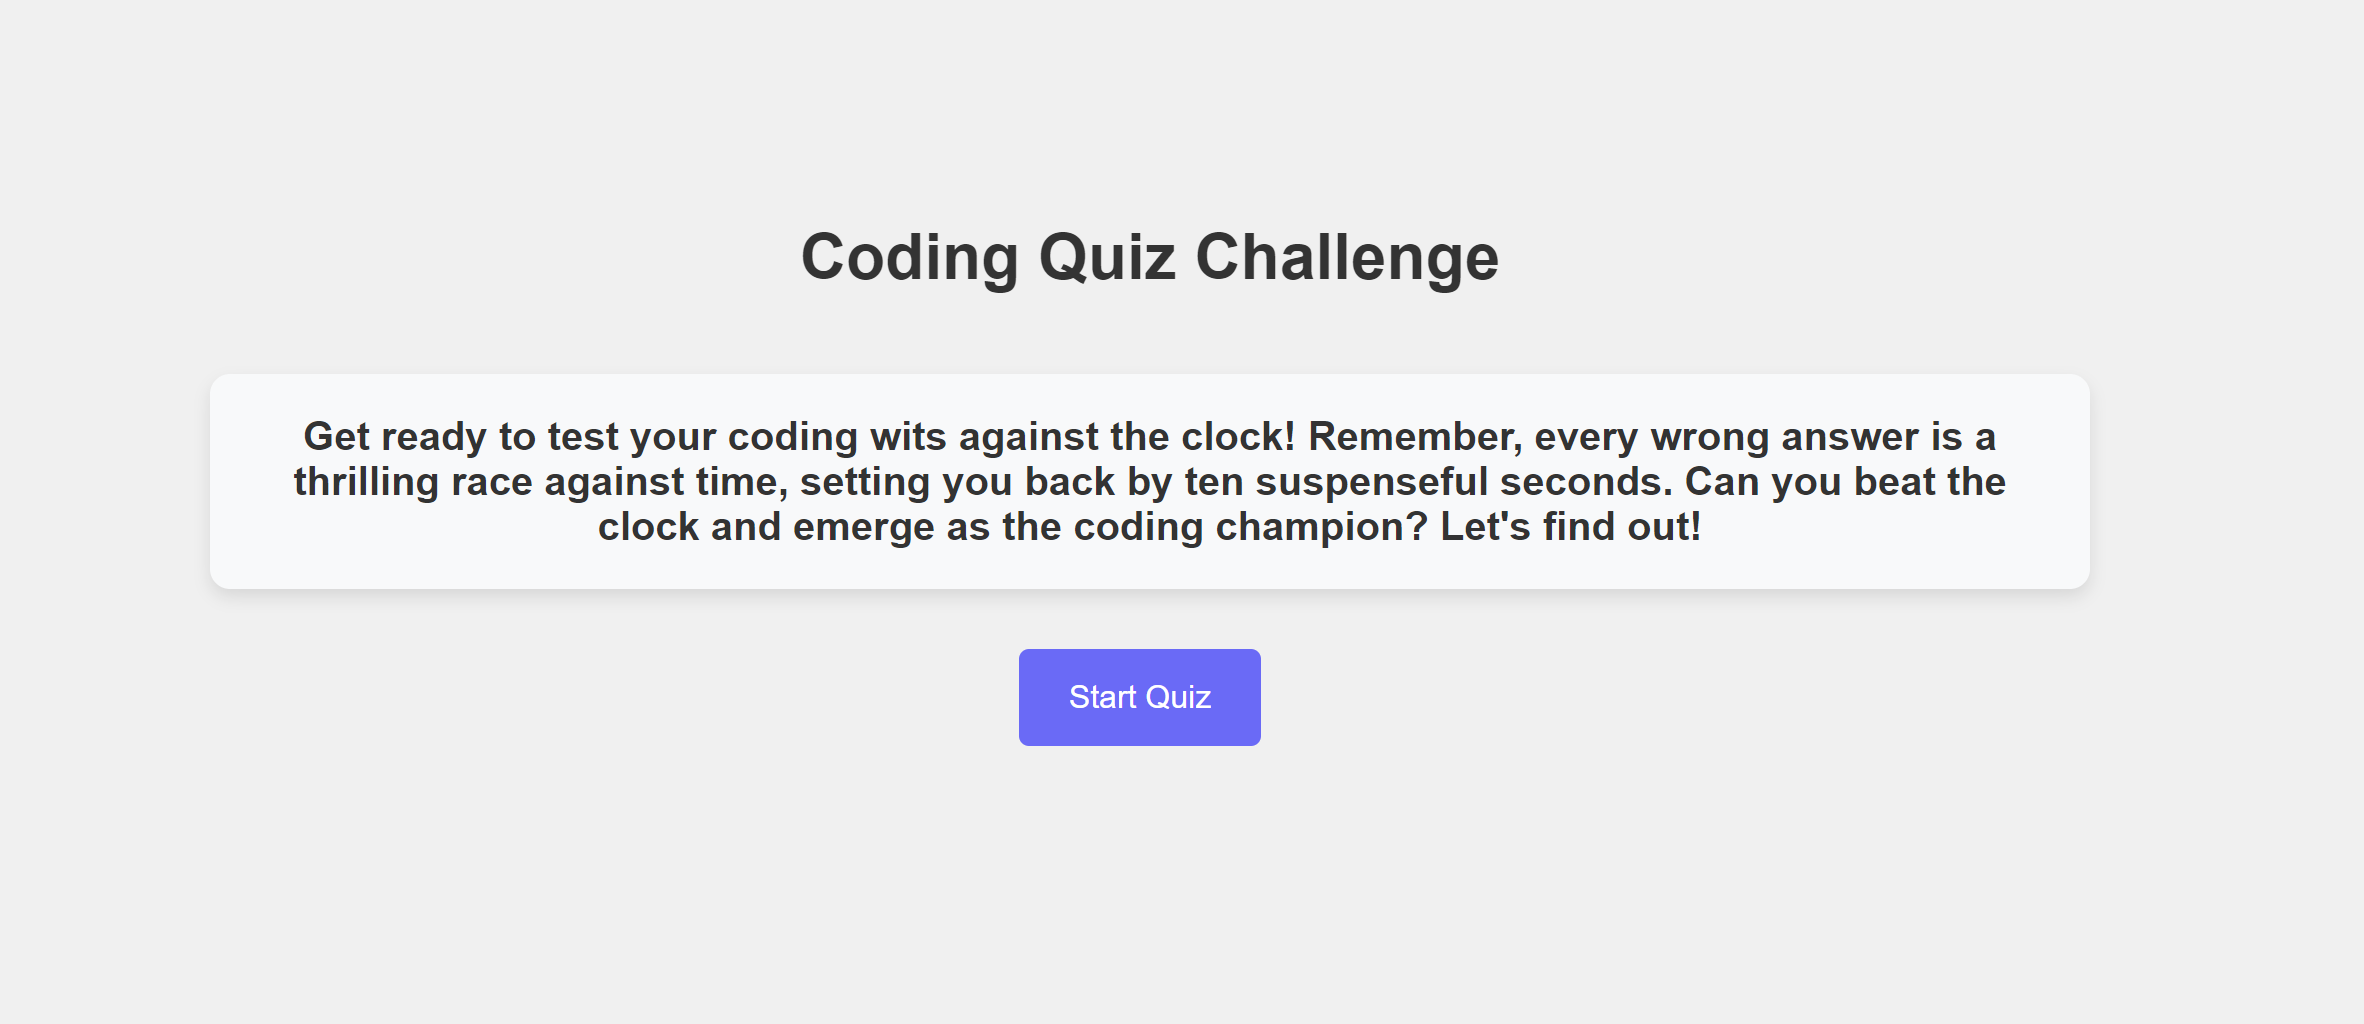 Coding Quiz Challenge
Get ready to test your coding wits against the clock! Remember, every wrong answer is a
thrilling race against time, setting you back by ten suspenseful seconds. Can you beat the
clock and emerge as the coding champion? Let's find out!
Start Quiz